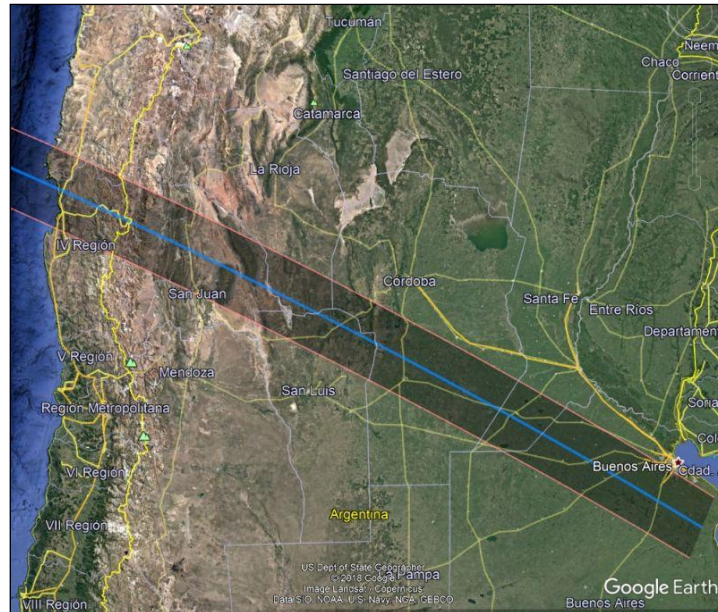 Tucumán
Neem
Chaco
Corrient
Santiago del Estero
Catamarca
La Rioja
IV Región
San Juan
Córdoba
Santa Fe
Entre Ríos
Departament
V Región
Mendoza
San Luis
Región Metropolitana
Soria
Colo
VI Región
Buenos Aires
Cdad.
Argentina
VII Región
US Dept of State Geographer
© 2018 Google
La Pampa
Image Landsat / Copernicus
Data SIO, NOAA, U.S. Navy, NGA, GEBCO
VIII Región
Buenos Aires
Google Earth